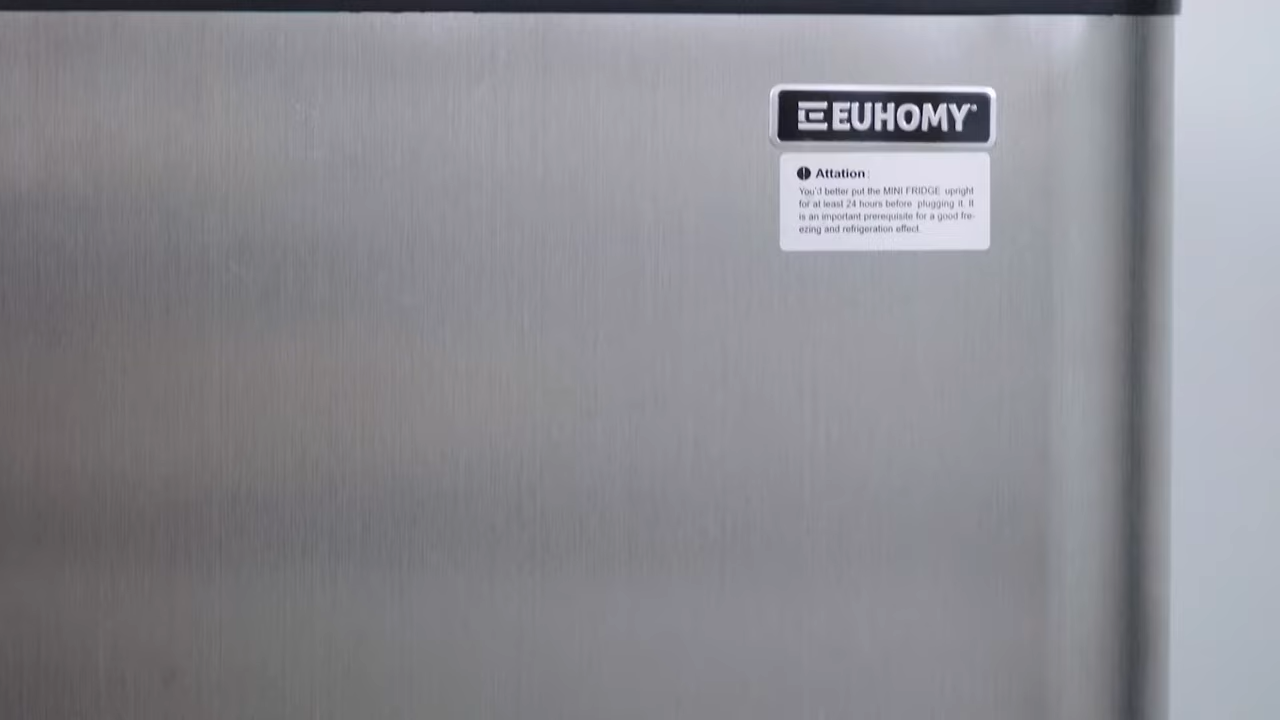 EUHOMY®
Attation:
You'd better put the MINI FRIDGE upright
for at least 24 hours before plugging it. It
is an important prerequisite for a good fre-
ezing and refrigeration effect.